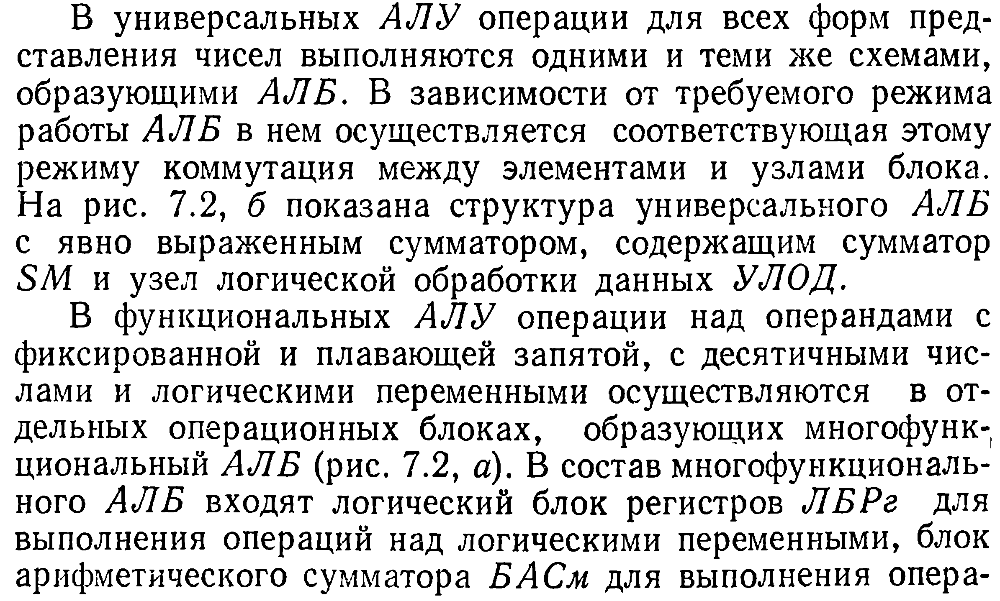 В универсальных АЛУ операции для всех форм пред-
ставления чисел выполняются одними и теми же схемами,
образующими АЛБ. В зависимости от требуемого режима
работы АЛБ в нем осуществляется соответствующая этому
режиму коммутация между элементами и узлами блока.
На рис. 7.2, б показана структура универсального АЛБ
с явно выраженным сумматором, содержащим сумматор
SM и узел логической обработки данных УЛОД.
В функциональных АЛУ операции над операндами с
фиксированной и плавающей запятой, с десятичными чис-
лами и логическими переменными осуществляются в от-
дельных операционных блоках, образующих многофунк-
циональный АЛБ (рис. 7.2, а). В состав многофункциональ-
ного АЛБ входят логический блок регистров ЛБРг для
выполнения операций над логическими переменными, блок
арифметического сумматора БАСм для выполнения опера-